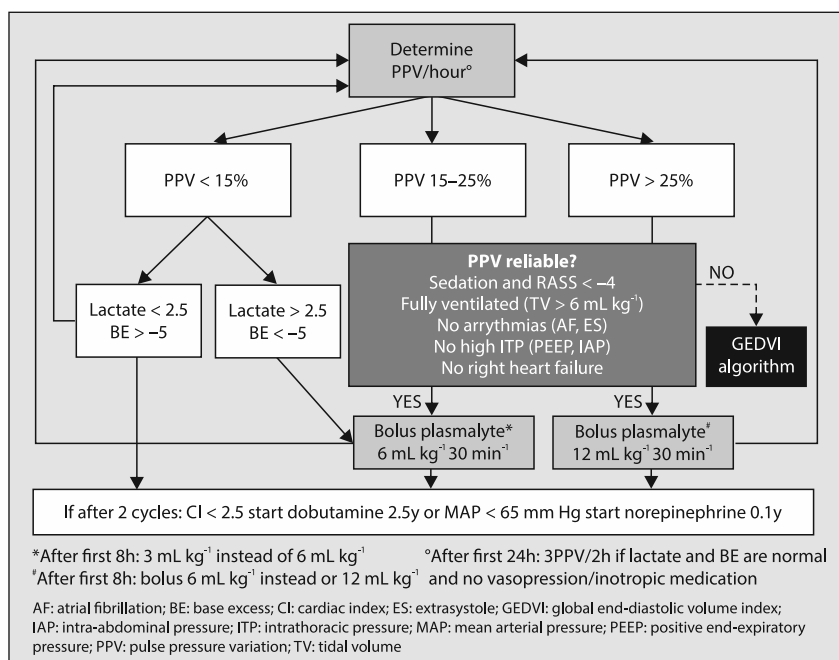 Determine
PPV/hour°
PPV < 15%
PPV 15–25%
PPV > 25%
PPV reliable?
Sedation and RASS < –4
Fully ventilated (TV > 6 mL kg⁻¹)
No arrythmias (AF, ES)
No high ITP (PEEP, IAP)
No right heart failure
NO
Lactate < 2.5
BE > –5
Lactate > 2.5
BE < –5
GEDVI
algorithm
YES
YES
Bolus plasmalyte*
6 mL kg⁻¹ 30 min⁻¹
Bolus plasmalyte#
12 mL kg⁻¹ 30 min⁻¹
If after 2 cycles: CI < 2.5 start dobutamine 2.5y or MAP < 65 mm Hg start norepinephrine 0.1y
*After first 8h: 3 mL kg⁻¹ instead of 6 mL kg⁻¹
#After first 8h: bolus 6 mL kg⁻¹ instead or 12 mL kg⁻¹
°After first 24h: 3PPV/2h if lactate and BE are normal
and no vasopression/inotropic medication
AF: atrial fibrillation; BE: base excess; CI: cardiac index; ES: extrasystole; GEDVI: global end-diastolic volume index;
IAP: intra-abdominal pressure; ITP: intrathoracic pressure; MAP: mean arterial pressure; PEEP: positive end-expiratory
pressure; PPV: pulse pressure variation; TV: tidal volume